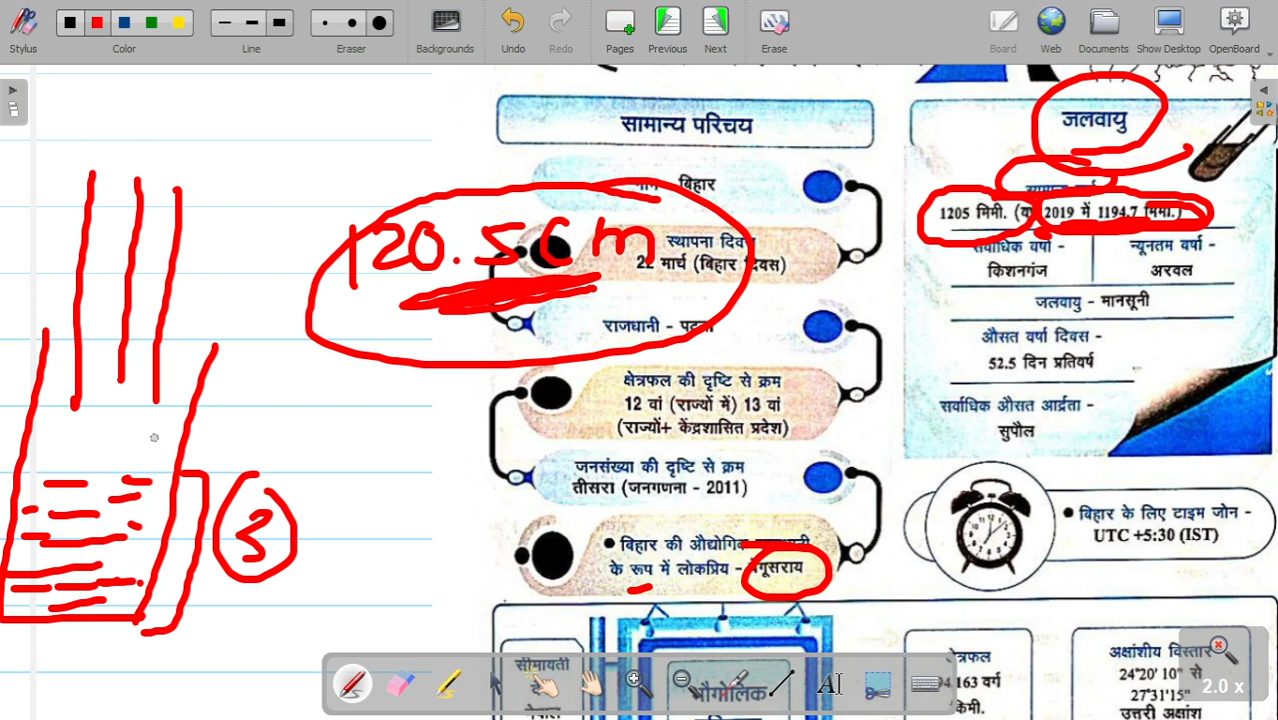 Stylus
Color
Line
Eraser
Backgrounds
Undo
Redo
Pages
Previous
Next
Erase
Board
Web
Documents
Show Desktop
OpenBoard
सामान्य परिचय
बिहार
स्थापना दिवस
22 मार्च (बिहार दिवस)
राजधानी -
क्षेत्रफल की दृष्टि से क्रम
12 वां (राज्यों में) 13 वां
(राज्यों+ केंद्रशासित प्रदेश)
जनसंख्या की दृष्टि से क्रम
तीसरा (जनगणना - 2011)
● बिहार की औद्योगिक
के रूप में लोकप्रिय - बेगूसराय
120.5cm
3
जलवायु
1205 मिमी. (2019 में 1194.7 मिमी.)
सर्वाधिक वर्षा -
किशनगंज
न्यूनतम वर्षा -
अरवल
जलवायु - मानसूनी
औसत वर्षा दिवस -
52.5 दिन प्रतिवर्ष
सर्वाधिक औसत आर्द्रता -
सुपौल
● बिहार के लिए टाइम जोन -
UTC +5:30 (IST)
सीमावर्ती
नेपाल
भौगोलिक
163 वर्ग
किमी.
अक्षांशीय विस्तार
24°20' 10" से
27°31'15"
उत्तरी अक्षांश
2.0 x